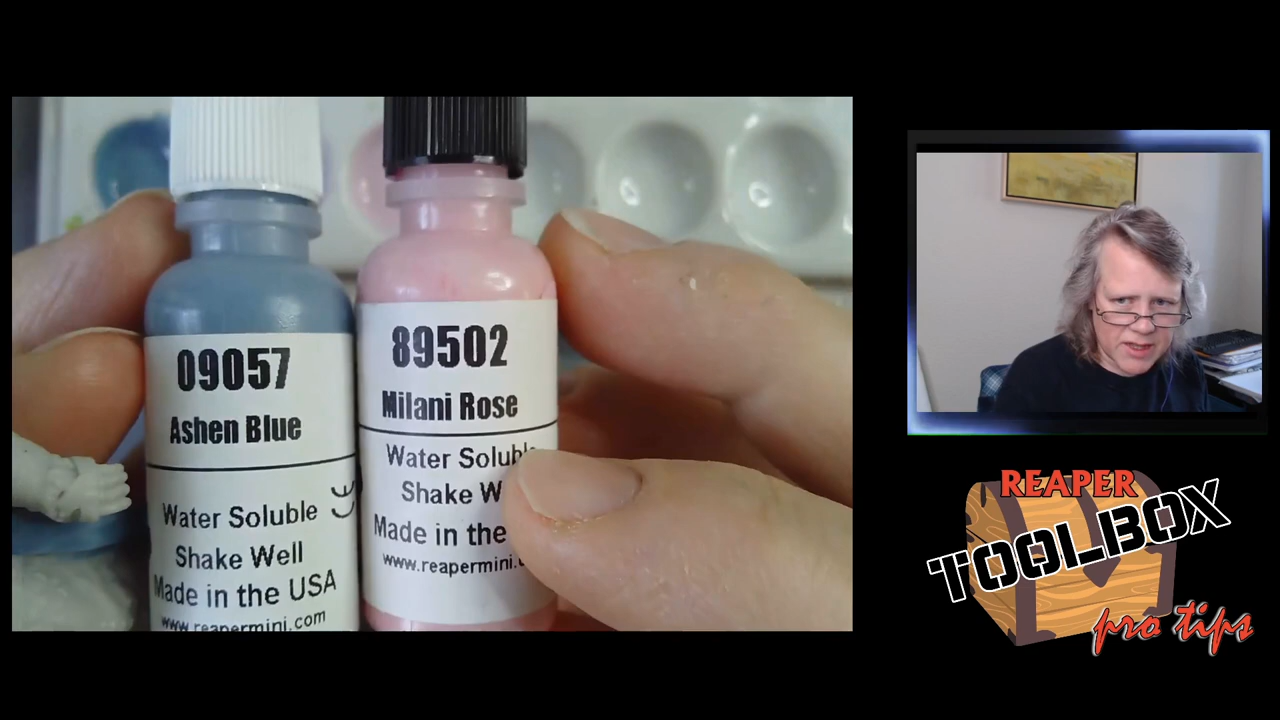 09057
Ashen Blue
Water Soluble
Shake Well
Made in the USA
www.reapermini.com
89502
Milani Rose
Water Soluble
Shake W
Made in the
www.reapermini.c
REAPER
TOOLBOX
pro tips